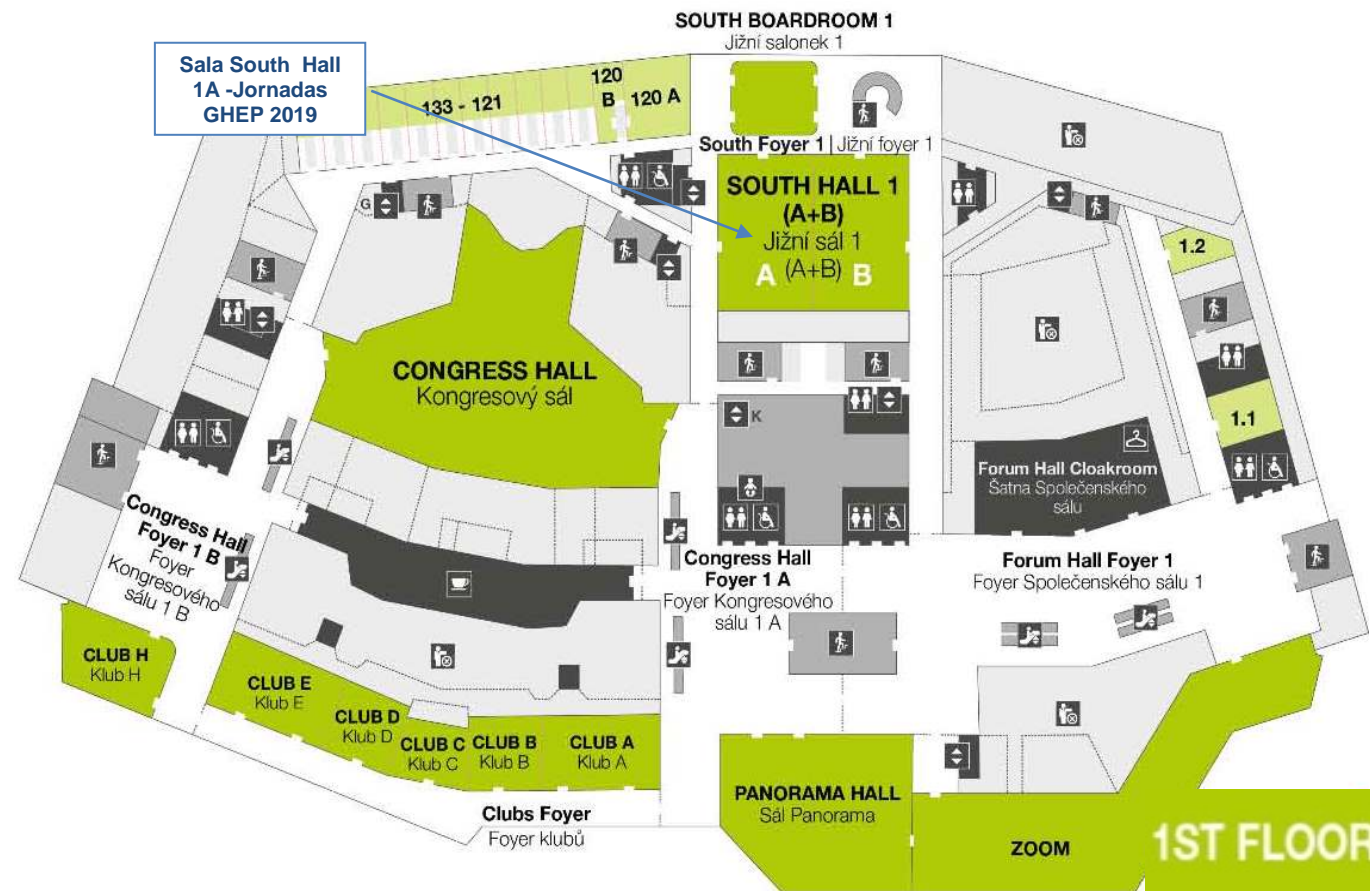 SOUTH BOARDROOM 1
Jižní salonek 1
Sala South Hall
1A -Jornadas
GHEP 2019
133 - 121
120
B
120 A
South Foyer 1 | Jižní foyer 1
SOUTH HALL 1
(A+B)
Jižní sál 1
A (A+B) B
G
1.2
CONGRESS HALL
Kongresový sál
K
1.1
Forum Hall Cloakroom
Šatna Společenského
sálu
Congress Hall
Foyer 1 B
Foyer
Kongresového
sálu 1 B
Congress Hall
Foyer 1 A
Foyer Kongresového
sálu 1 A
Forum Hall Foyer 1
Foyer Společenského sálu 1
CLUB H
Klub H
CLUB E
Klub E
CLUB D
Klub D
CLUB C
Klub C
CLUB B
Klub B
CLUB A
Klub A
Clubs Foyer
Foyer klubů
PANORAMA HALL
Sál Panorama
ZOOM
1ST FLOOR